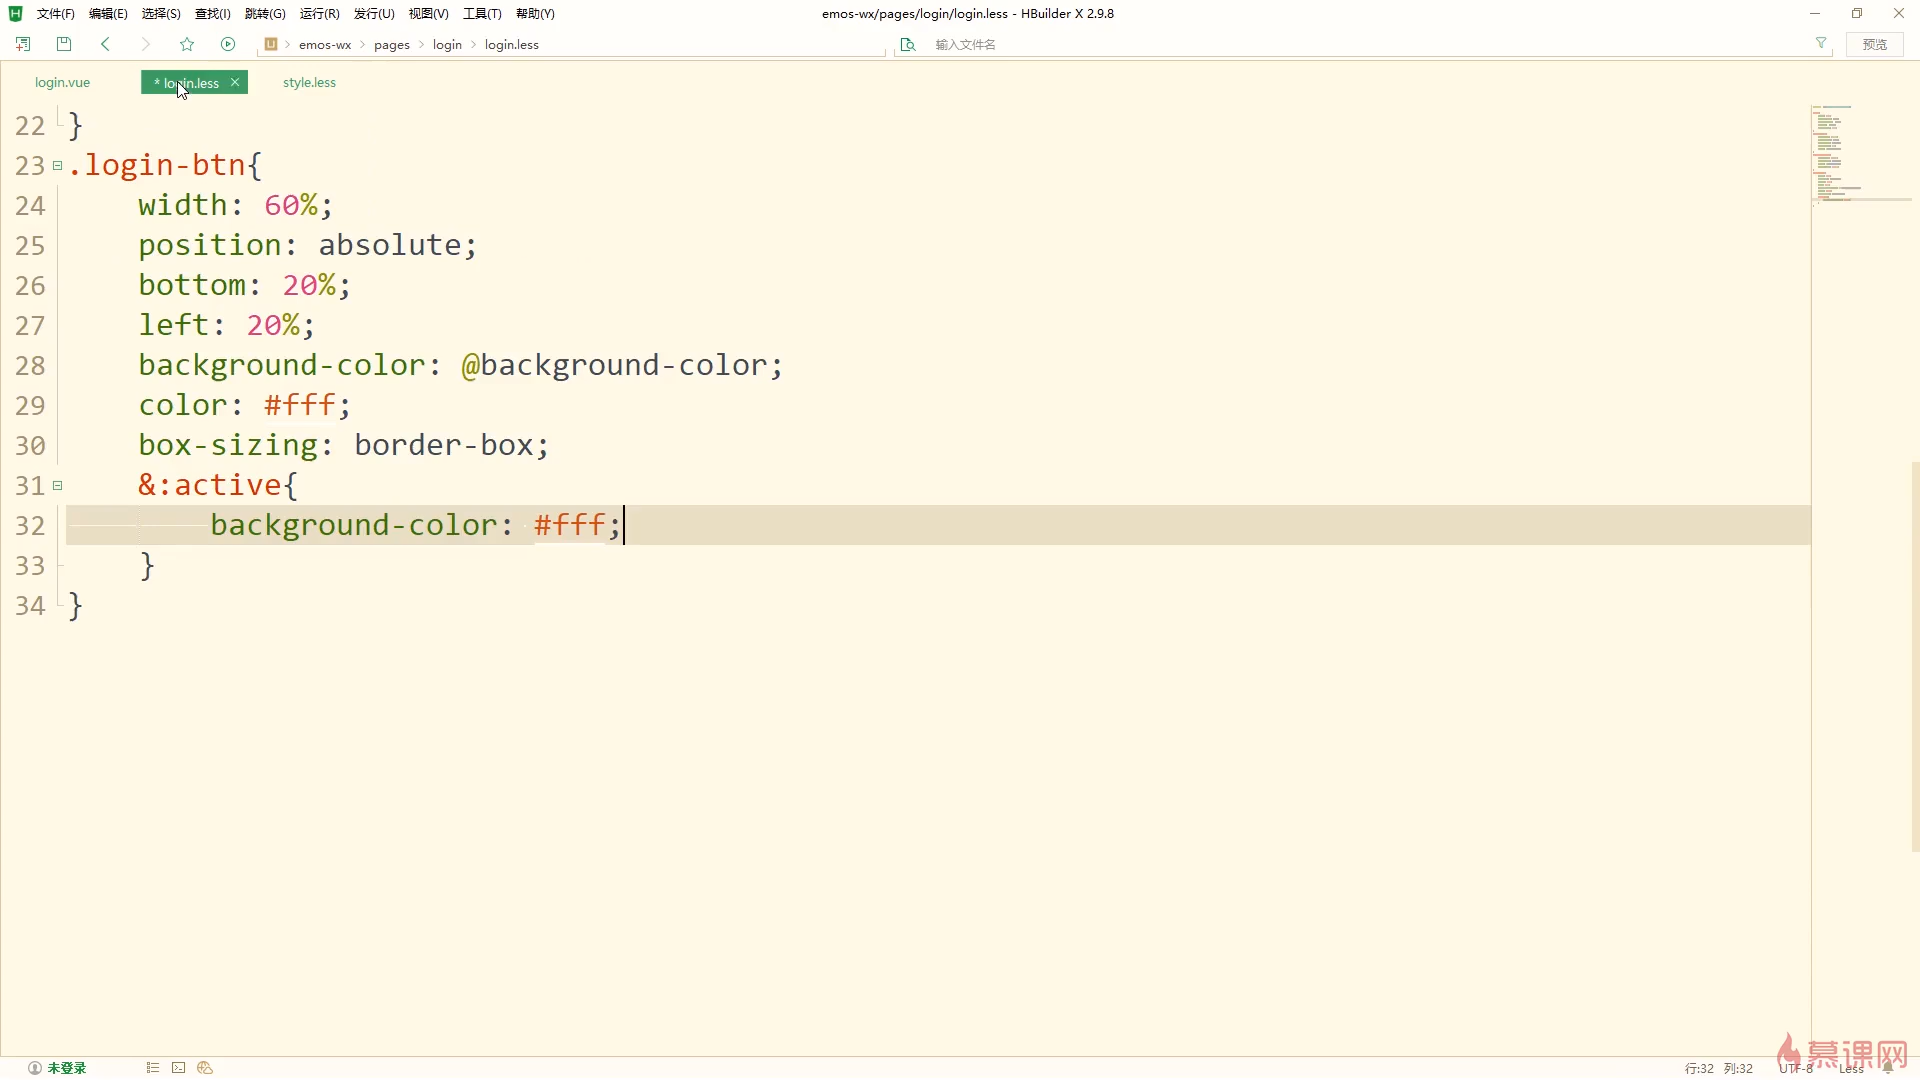 文件(F) 编辑(E) 选择(S) 查找(I) 跳转(G) 运行(R) 发行(U) 视图(V) 工具(T) 帮助(Y) emos-wx/pages/login/login.less - HBuilder X 2.9.8
emos-wx pages login login.less 输入文件名 预览
login.vue * login.less style.less
22 }
23 .login-btn{
24 width: 60%;
25 position: absolute;
26 bottom: 20%;
27 left: 20%;
28 background-color: @background-color;
29 color: #fff;
30 box-sizing: border-box;
31 &:active{
32 background-color: #fff;
33 }
34 }
慕课网
未登录 行:32 列:32 UTF-8 Less